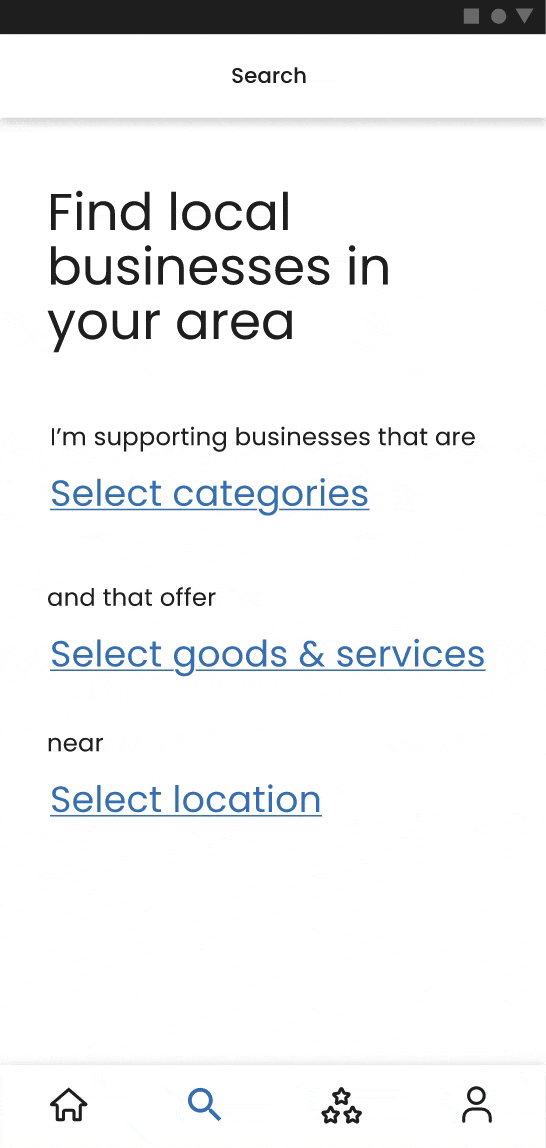 Search
Find local
businesses in
your area
I’m supporting businesses that are
Select categories
and that offer
Select goods & services
near
Select location